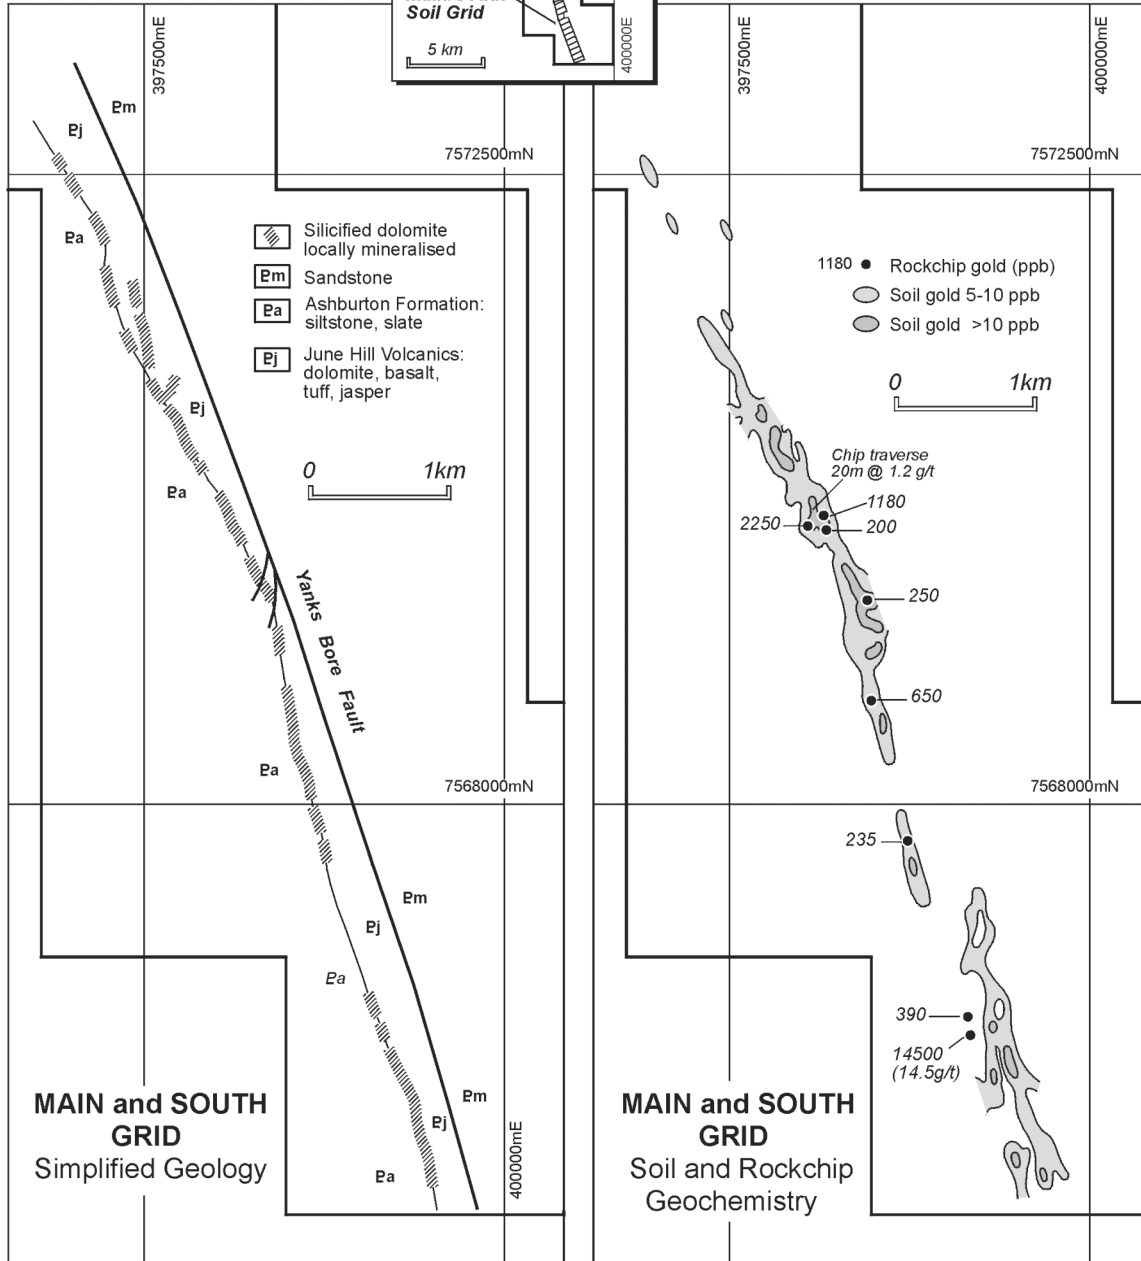 Soil Grid
5 km
400000E
397500mE
Pm
Pj
7572500mN
Pa
Silicified dolomite
locally mineralised
Pm Sandstone
Pa Ashburton Formation:
siltstone, slate
Pj June Hill Volcanics:
dolomite, basalt,
tuff, jasper
Pj
0 1km
Pa
Yanks Bore Fault
Pa
7568000mN
Pm
Pj
Pa
Pm
Pj
Pa
400000mE
MAIN and SOUTH
GRID
Simplified Geology
397500mE
400000mE
7572500mN
1180 Rockchip gold (ppb)
Soil gold 5-10 ppb
Soil gold >10 ppb
0 1km
Chip traverse
20m @ 1.2 g/t
1180
2250
200
250
650
7568000mN
235
390
14500
(14.5g/t)
MAIN and SOUTH
GRID
Soil and Rockchip
Geochemistry